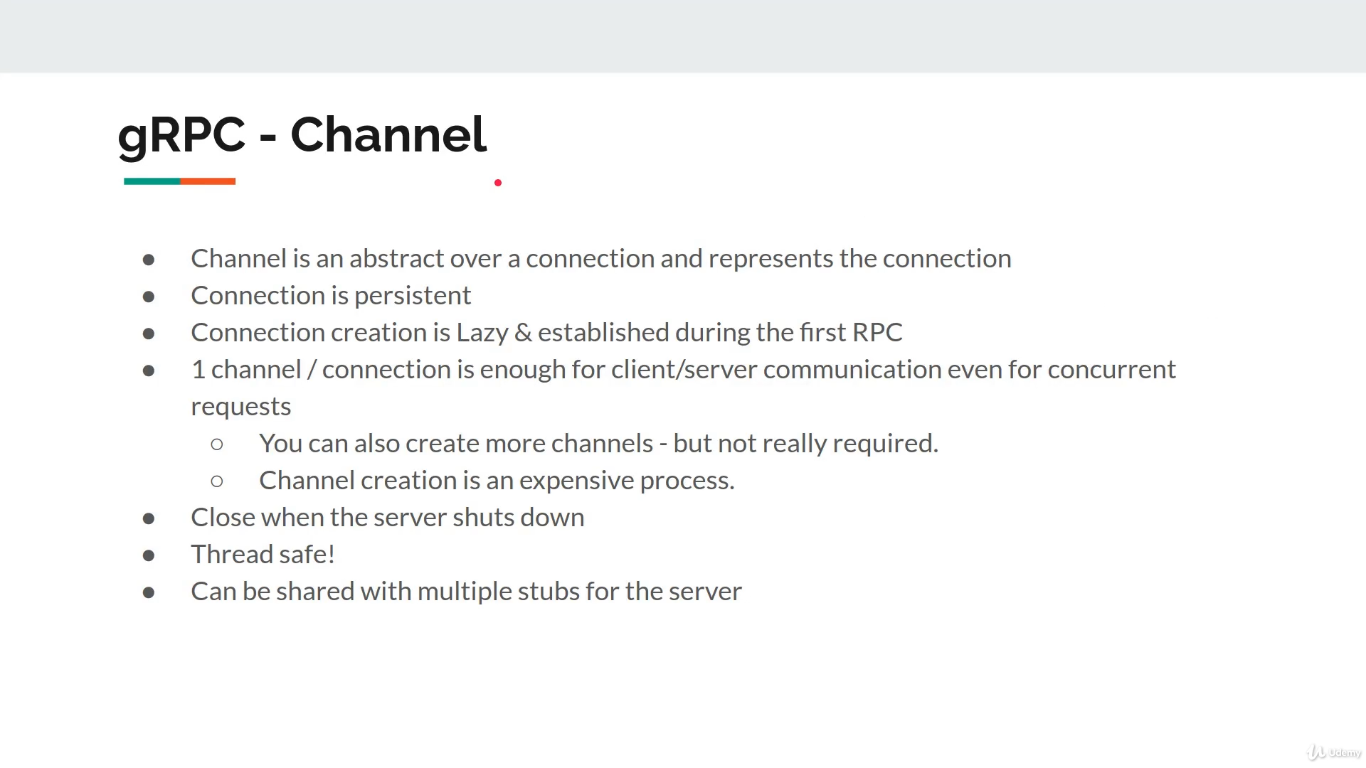 gRPC - Channel
● Channel is an abstract over a connection and represents the connection
● Connection is persistent
● Connection creation is Lazy & established during the first RPC
● 1 channel / connection is enough for client/server communication even for concurrent
requests
○ You can also create more channels - but not really required.
○ Channel creation is an expensive process.
● Close when the server shuts down
● Thread safe!
● Can be shared with multiple stubs for the server
Udemy